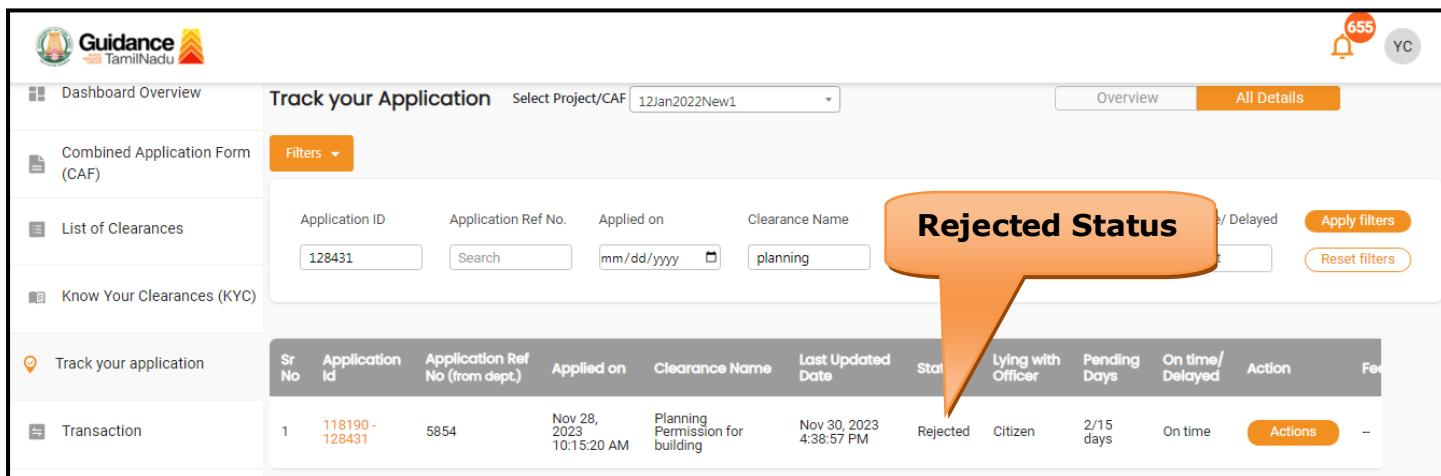 Guidance
TamilNadu
655
YC
Dashboard Overview
Track your Application
Select Project/CAF
12Jan2022New1
Overview
All Details
Combined Application Form
(CAF)
Filters
List of Clearances
Application ID
Application Ref No.
Applied on
Clearance Name
Rejected Status
/ Delayed
Apply filters
128431
Search
mm/dd/yyyy
planning
Reset filters
Know Your Clearances (KYC)
Track your application
Sr
No
Application
Id
Application Ref
No (from dept.)
Applied on
Clearance Name
Last Updated
Date
Stat
Lying with
Officer
Pending
Days
On time/
Delayed
Action
Fee
Transaction
1
118190 -
128431
5854
Nov 28,
2023
10:15:20 AM
Planning
Permission for
building
Nov 30, 2023
4:38:57 PM
Rejected
Citizen
2/15
days
On time
Actions
--